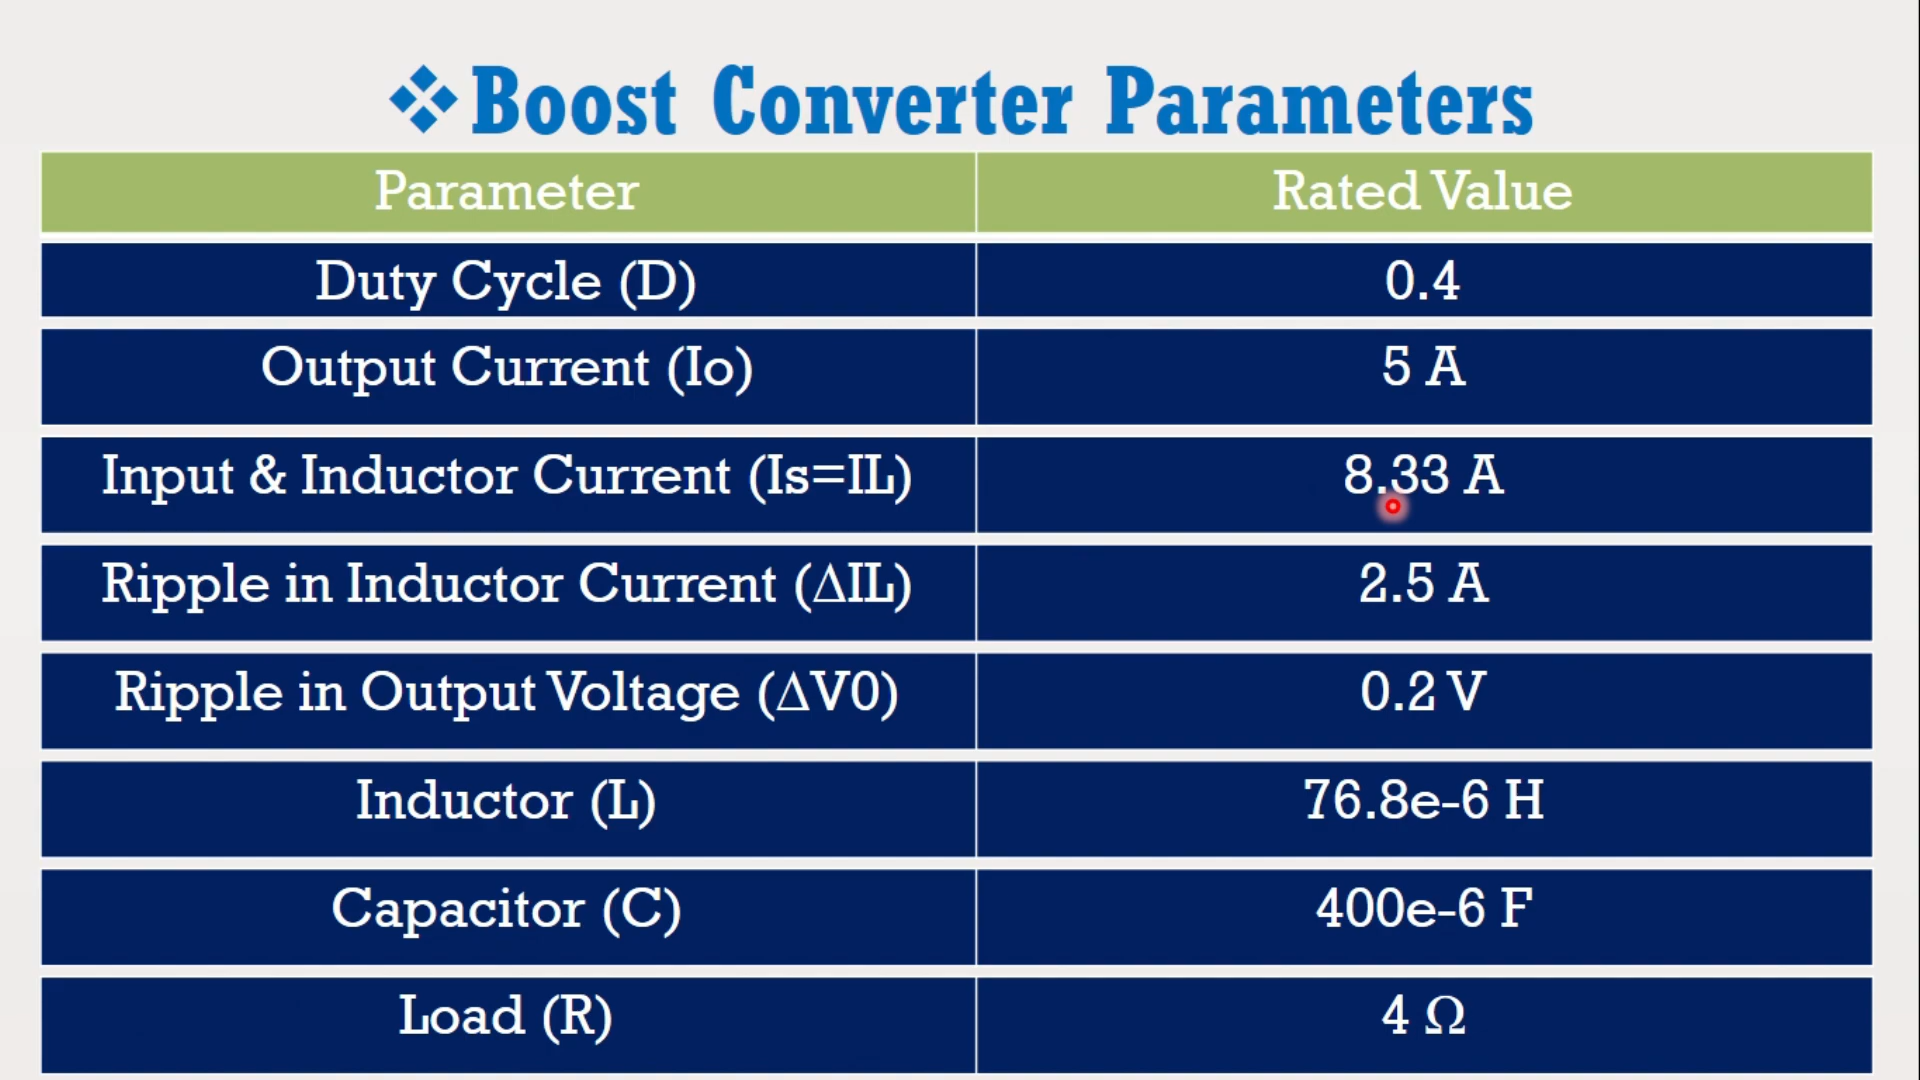 ❖Boost Converter Parameters
Parameter Rated Value
Duty Cycle (D) 0.4
Output Current (Io) 5 A
Input & Inductor Current (Is=IL) 8.33 A
Ripple in Inductor Current (ΔIL) 2.5 A
Ripple in Output Voltage (ΔV0) 0.2 V
Inductor (L) 76.8e-6 H
Capacitor (C) 400e-6 F
Load (R) 4 Ω